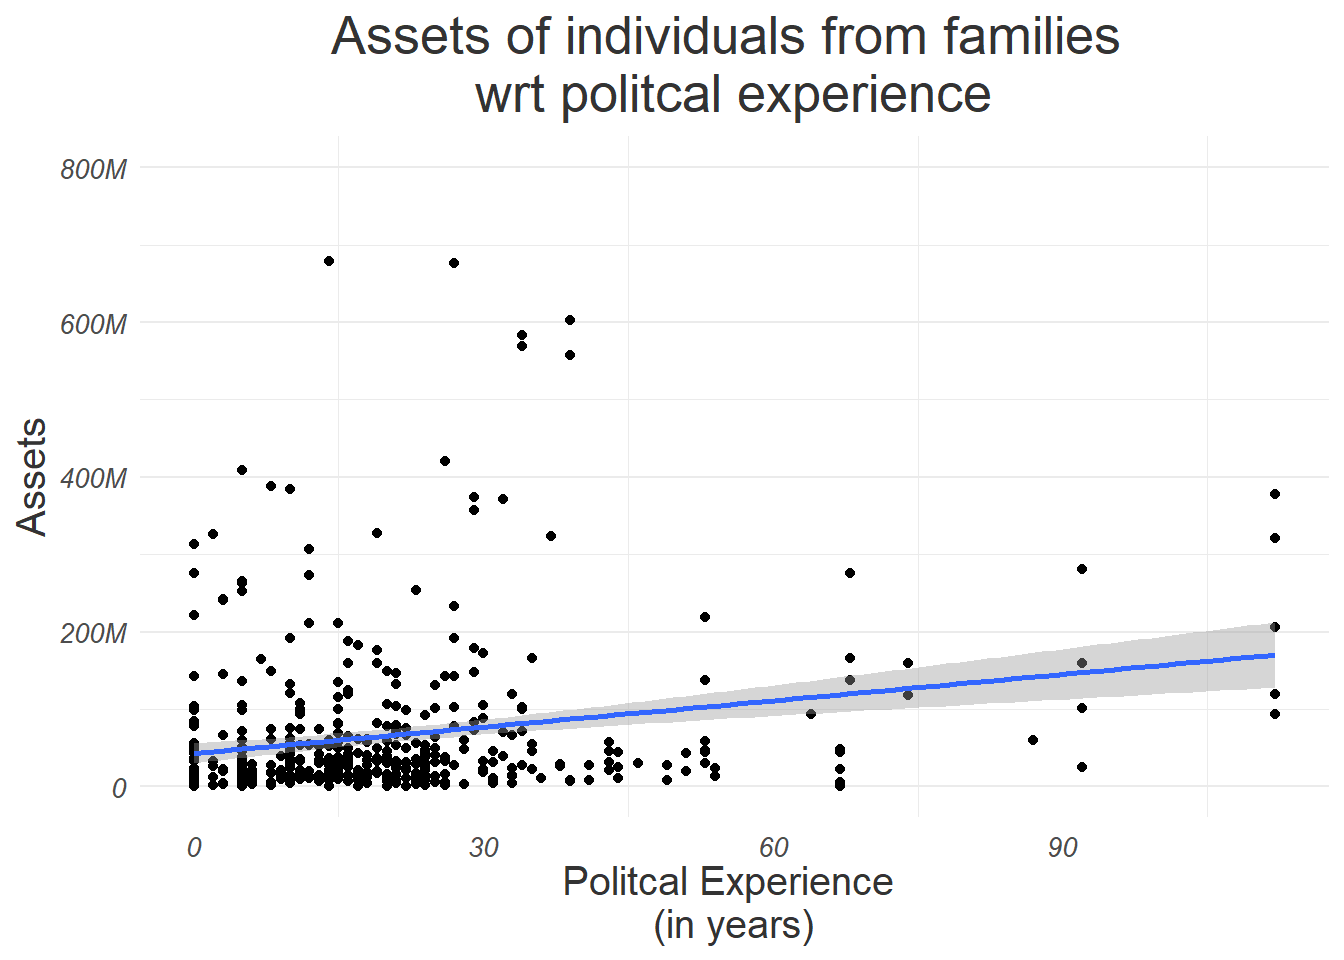 Assets of individuals from families
wrt politcal experience
800M
600M
400M
200M
0
Assets
0 30 60 90
Politcal Experience
(in years)